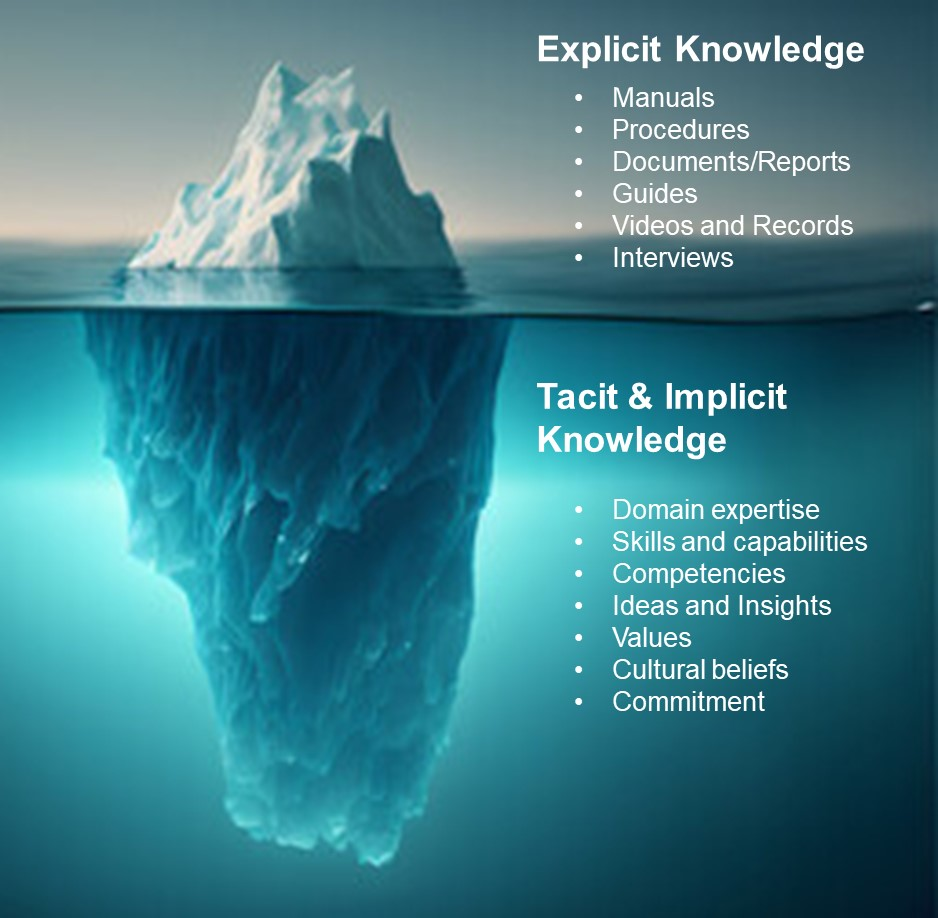 Explicit Knowledge
• Manuals
• Procedures
• Documents/Reports
• Guides
• Videos and Records
• Interviews
Tacit & Implicit
Knowledge
• Domain expertise
• Skills and capabilities
• Competencies
• Ideas and Insights
• Values
• Cultural beliefs
• Commitment